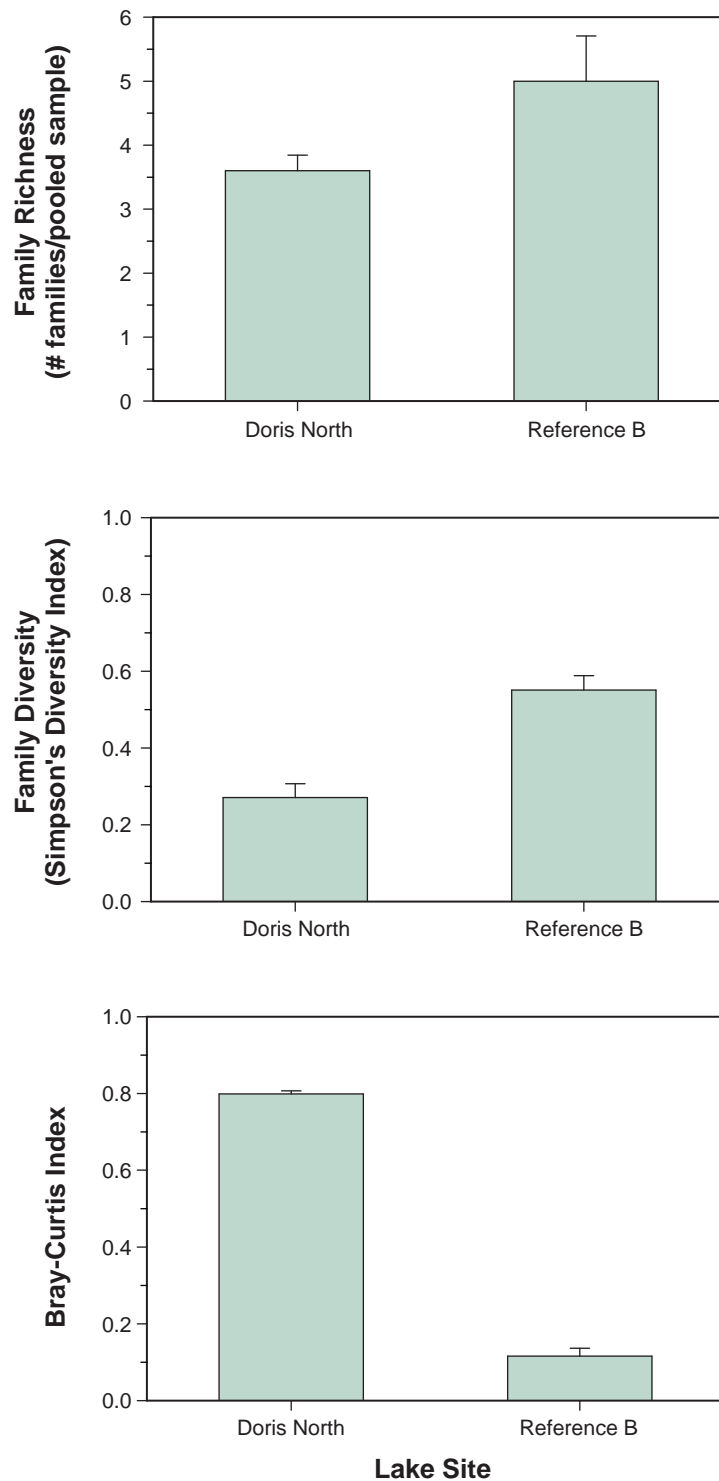 Family Richness
(# families/pooled sample)
6
5
4
3
2
1
0
Doris North Reference B
Family Diversity
(Simpson's Diversity Index)
1.0
0.8
0.6
0.4
0.2
0.0
Doris North Reference B
Bray-Curtis Index
1.0
0.8
0.6
0.4
0.2
0.0
Doris North Reference B
Lake Site